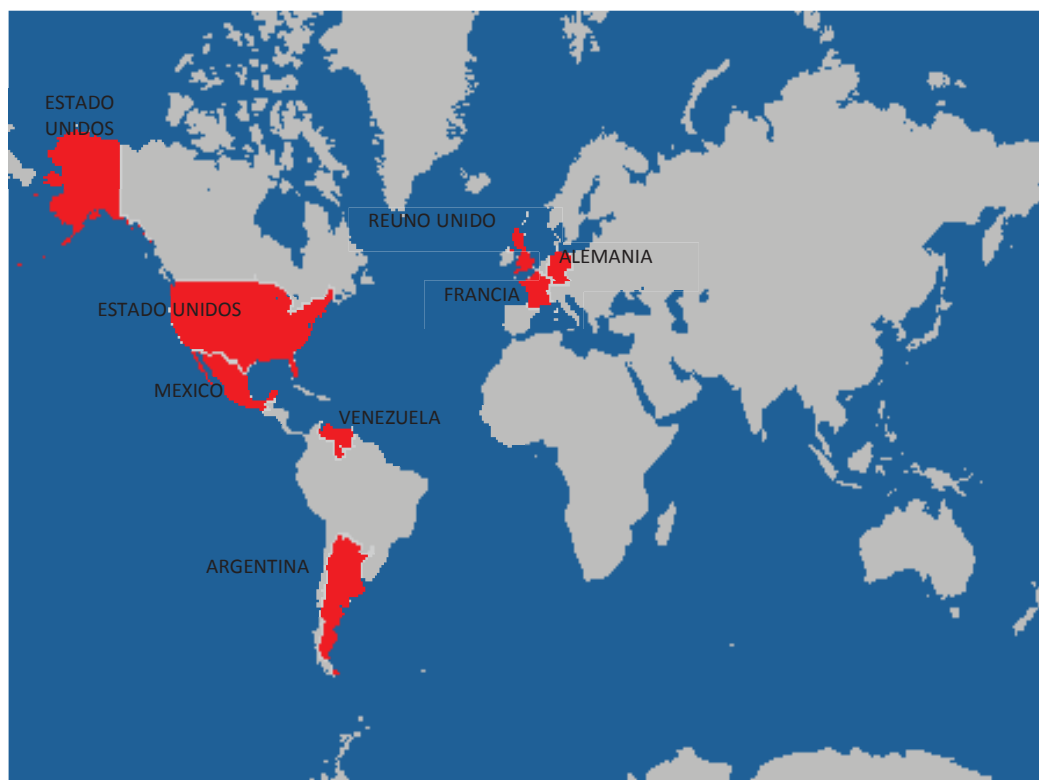 ESTADO
UNIDOS
REUNO UNIDO
ALEMANIA
FRANCIA
ESTADO UNIDOS
MEXICO
VENEZUELA
ARGENTINA